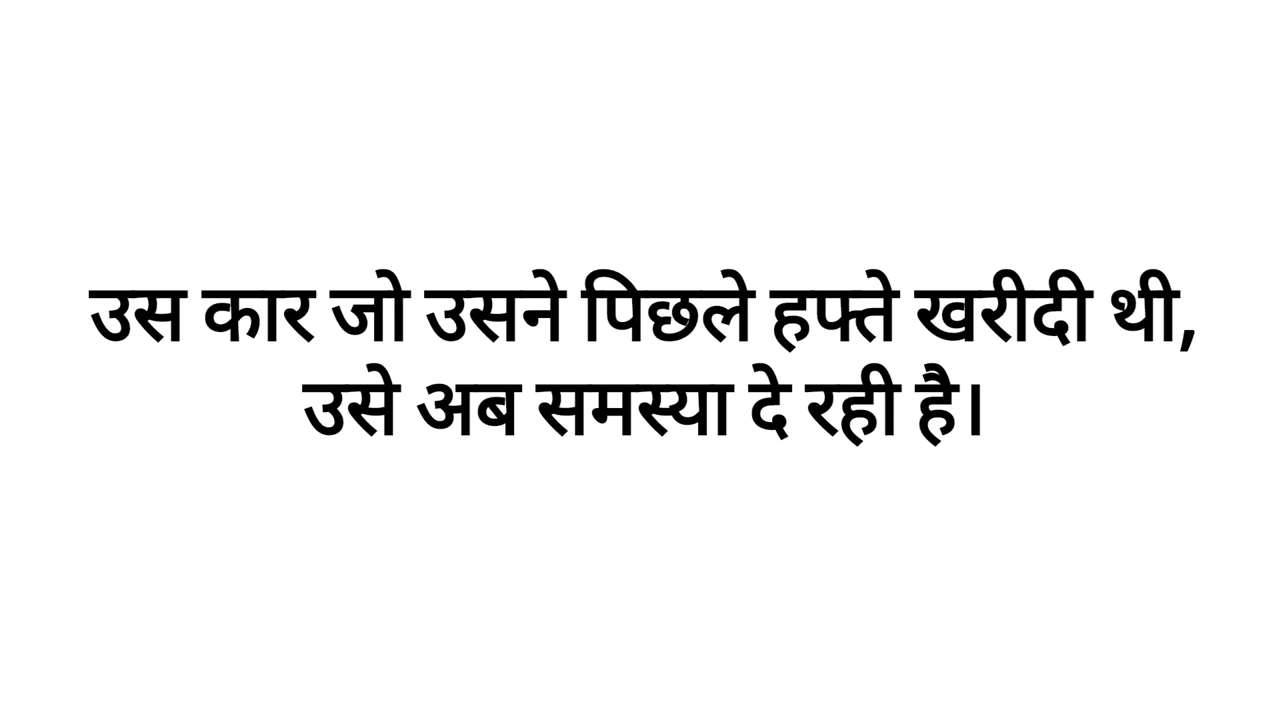 उस कार जो उसने पिछले हफ्ते खरीदी थी,
उसे अब समस्या दे रही है।